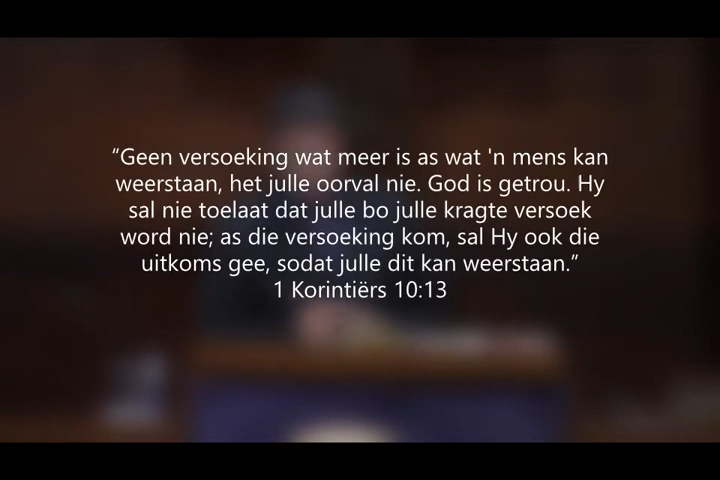 “Geen versoeking wat meer is as wat 'n mens kan
weerstaan, het julle oorval nie. God is getrou. Hy
sal nie toelaat dat julle bo julle kragte versoek
word nie; as die versoeking kom, sal Hy ook die
uitkoms gee, sodat julle dit kan weerstaan.”
1 Korintiërs 10:13